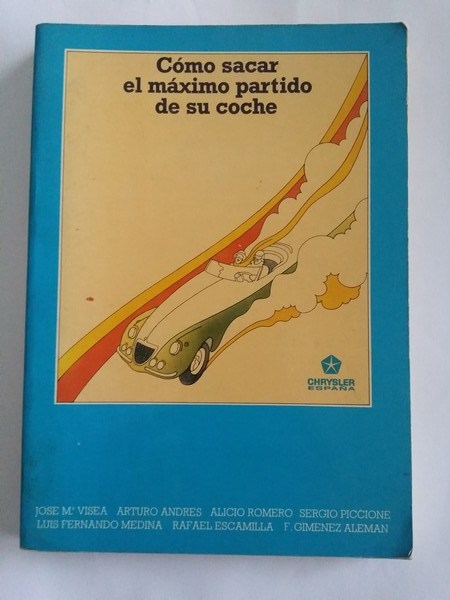 Cómo sacar
el máximo partido
de su coche
CHRYSLER
ESPAÑA
JOSE Mª VISEA ARTURO ANDRES ALICIO ROMERO SERGIO PICCIONE
LUIS FERNANDO MEDINA RAFAEL ESCAMILLA F. GIMENEZ ALEMAN